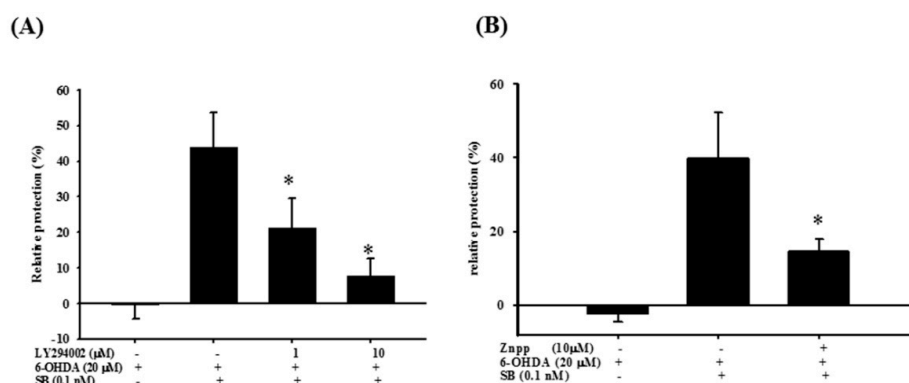 (A)
(B)
60
50
40
30
20
10
0
-10
Relative protection (%)
*
*
LY294002 (µM) - - 1 10
6-OHDA (20 µM) + + + +
SB (0.1 nM) - + + +
60
40
20
0
relative protection (%)
*
Znpp (10µM) - - +
6-OHDA (20 µM) + + +
SB (0.1 nM) - + +